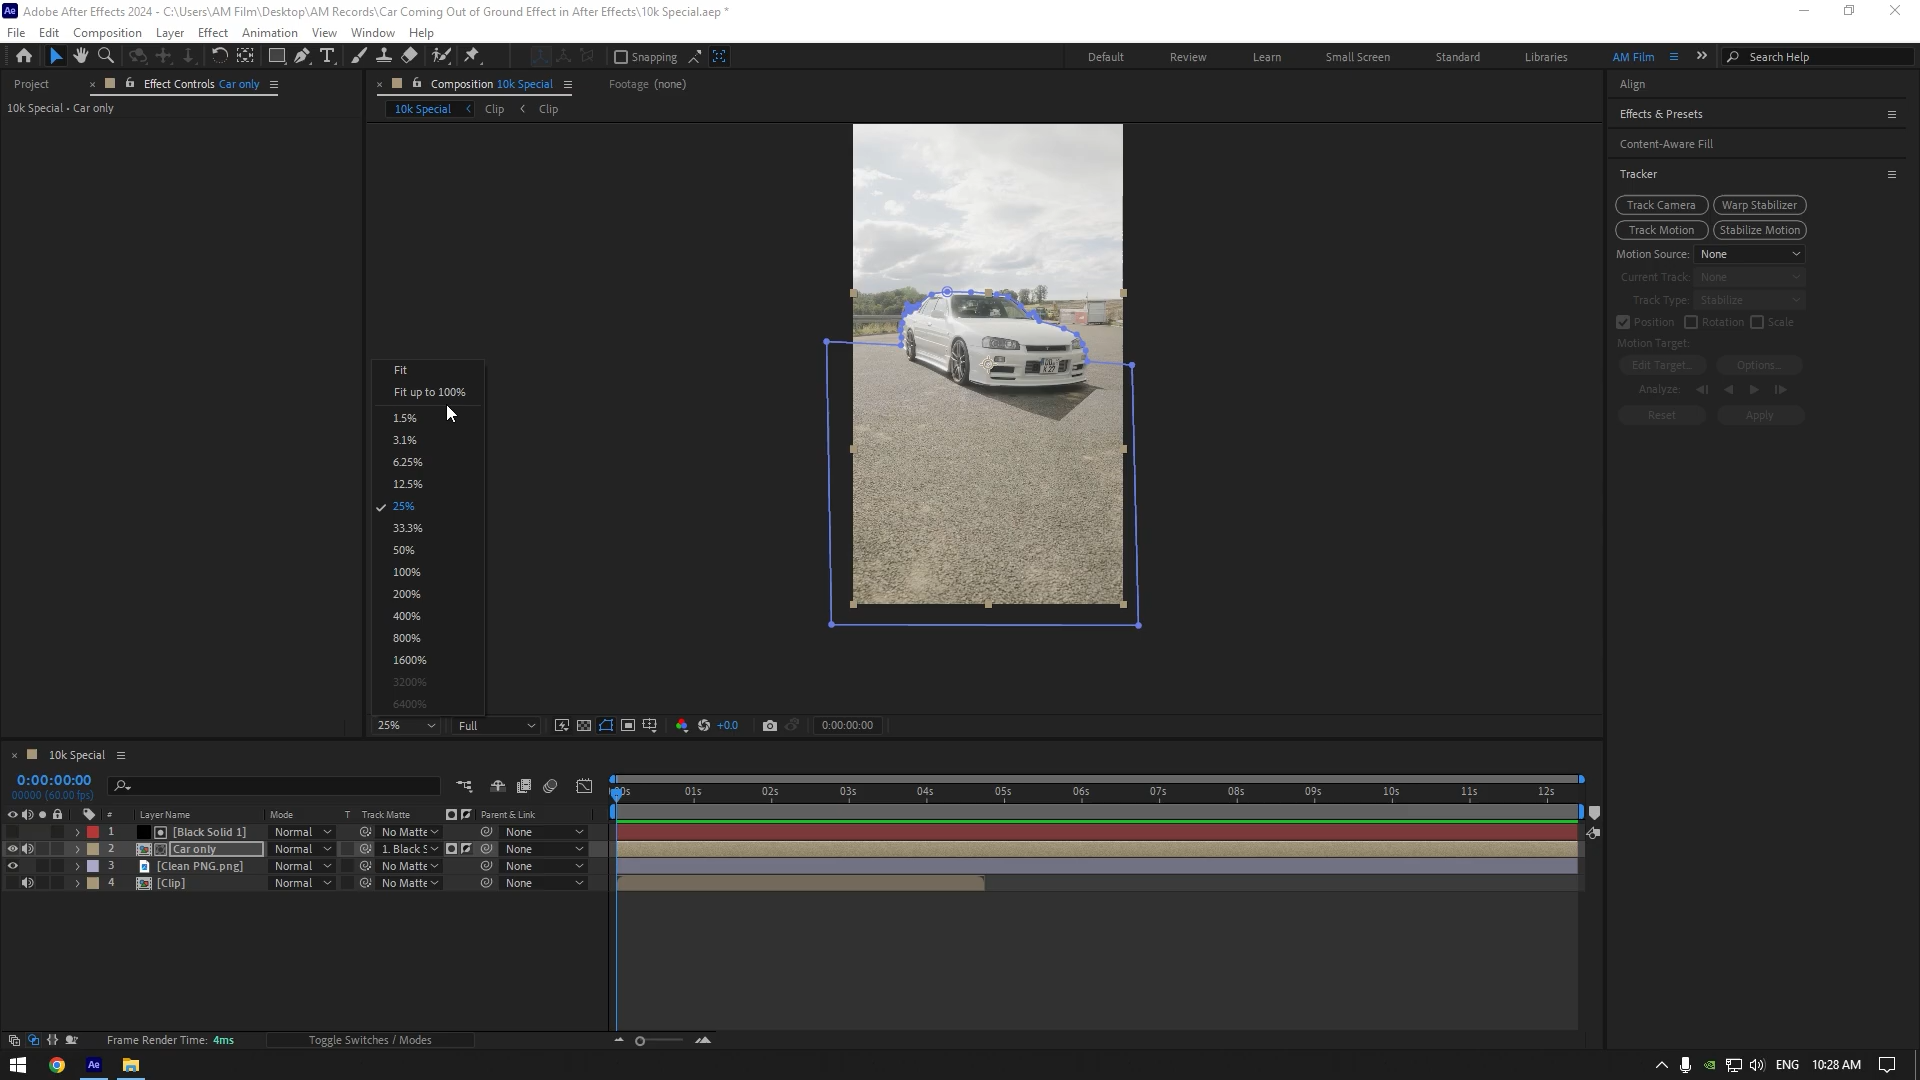 Adobe After Effects 2024 - C:\Users\AM Film\Desktop\AM Records\Car Coming Out of Ground Effect in After Effects\10k Special.aep *
File Edit Composition Layer Effect Animation View Window Help
Snapping
Default Review Learn Small Screen Standard Libraries AM Film Search Help
Project
Effect Controls Car only
10k Special • Car only
Composition 10k Special
Footage (none)
10k Special Clip Clip
Align
Effects & Presets
Content-Aware Fill
Tracker
Track Camera Warp Stabilizer
Track Motion Stabilize Motion
Motion Source: None
Current Track: None
Track Type: Stabilize
Position Rotation Scale
Motion Target:
Edit Target... Options...
Analyze:
Reset Apply
Fit
Fit up to 100%
1.5%
3.1%
6.25%
12.5%
25%
33.3%
50%
100%
200%
400%
800%
1600%
3200%
6400%
25% Full +0.0 0:00:00:00
10k Special
0:00:00:00
00000 (60.00 fps)
01s 02s 03s 04s 05s 06s 07s 08s 09s 10s 11s 12s
# Layer Name Mode T Track Matte Parent & Link
1 [Black Solid 1] Normal No Matte None
2 Car only Normal 1. Black S None
3 [Clean PNG.png] Normal No Matte None
4 [Clip] Normal No Matte None
Frame Render Time: 4ms
Toggle Switches / Modes
Ae ENG 10:28 AM